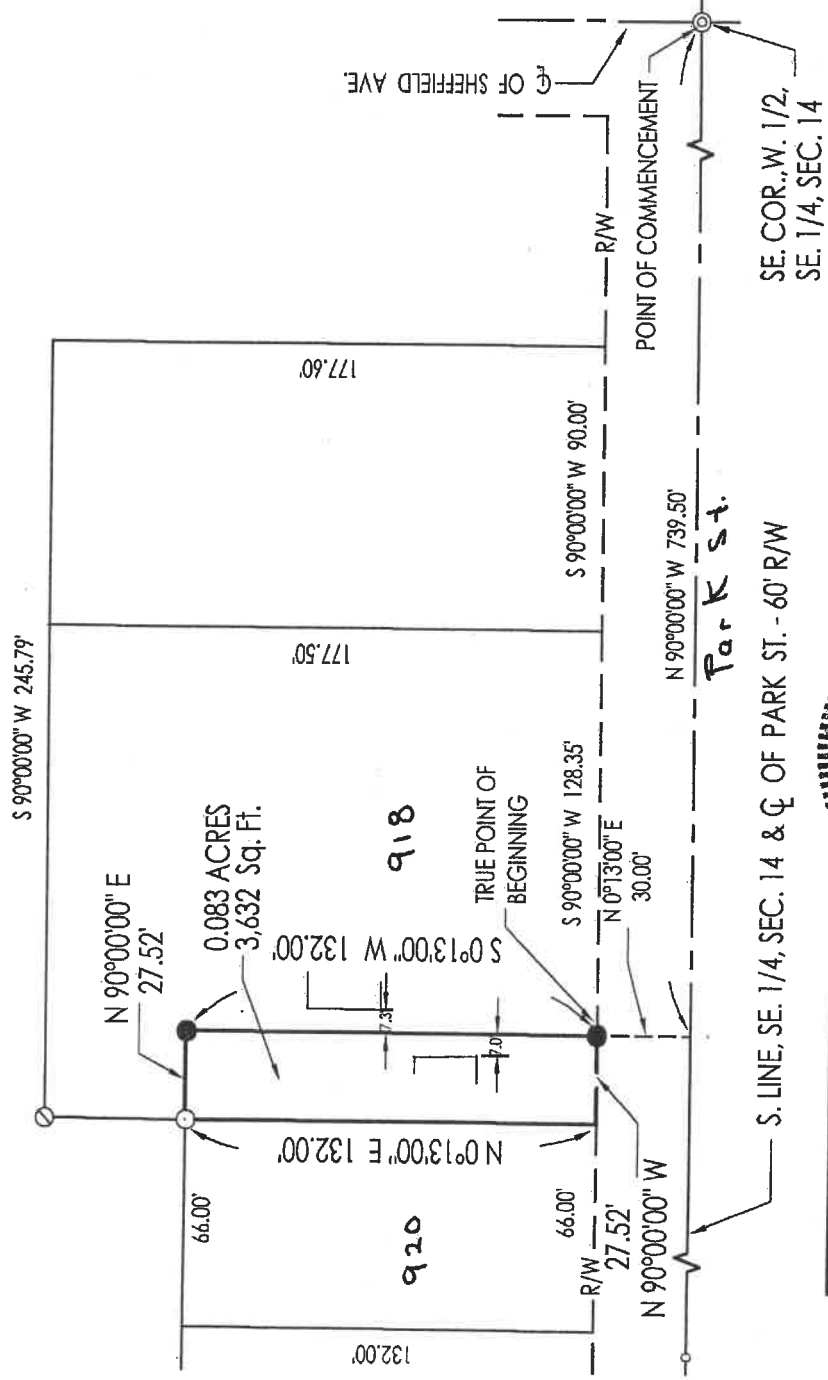 S 90°00'00" W 245.79'
N 90°00'00" E
27.52'
0.083 ACRES
3,632 Sq. Ft.
66.00'
132.00'
920
N 0°13'00" E 132.00'
S 0°13'00" W 132.00'
7.3'
7.0'
918
177.50'
177.60'
℄ OF SHEFFIELD AVE.
TRUE POINT OF
BEGINNING
66.00'
R/W
27.52'
N 90°00'00" W
S 90°00'00" W 128.35'
S 90°00'00" W 90.00'
R/W
N 0°13'00" E
30.00'
POINT OF COMMENCEMENT
N 90°00'00" W 739.50'
Park St.
S. LINE, SE. 1/4, SEC. 14 & ℄ OF PARK ST. - 60' R/W
SE. COR., W. 1/2,
SE. 1/4, SEC. 14